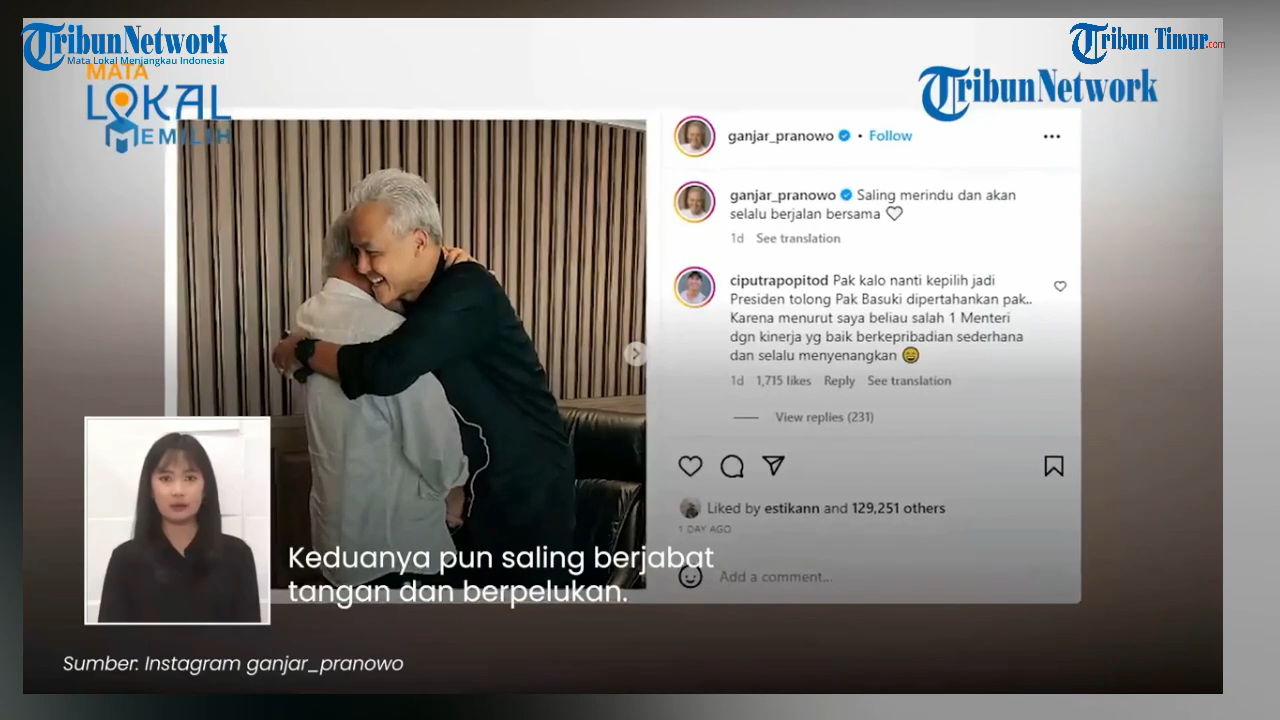 TribunNetwork
Mata Lokal Menjangkau Indonesia
MATA
LOKAL
MEMILIH
Tribun Timur.com
TribunNetwork
ganjar_pranowo • Follow
ganjar_pranowo Saling merindu dan akan
selalu berjalan bersama
1d See translation
ciputrapopitod Pak kalo nanti kepilih jadi
Presiden tolong Pak Basuki dipertahankan pak..
Karena menurut saya beliau salah 1 Menteri
dgn kinerja yg baik berkepribadian sederhana
dan selalu menyenangkan 😄
1d 1,715 likes Reply See translation
View replies (231)
Liked by estikann and 129,251 others
1 DAY AGO
Add a comment...
Keduanya pun saling berjabat
tangan dan berpelukan.
Sumber: Instagram ganjar_pranowo